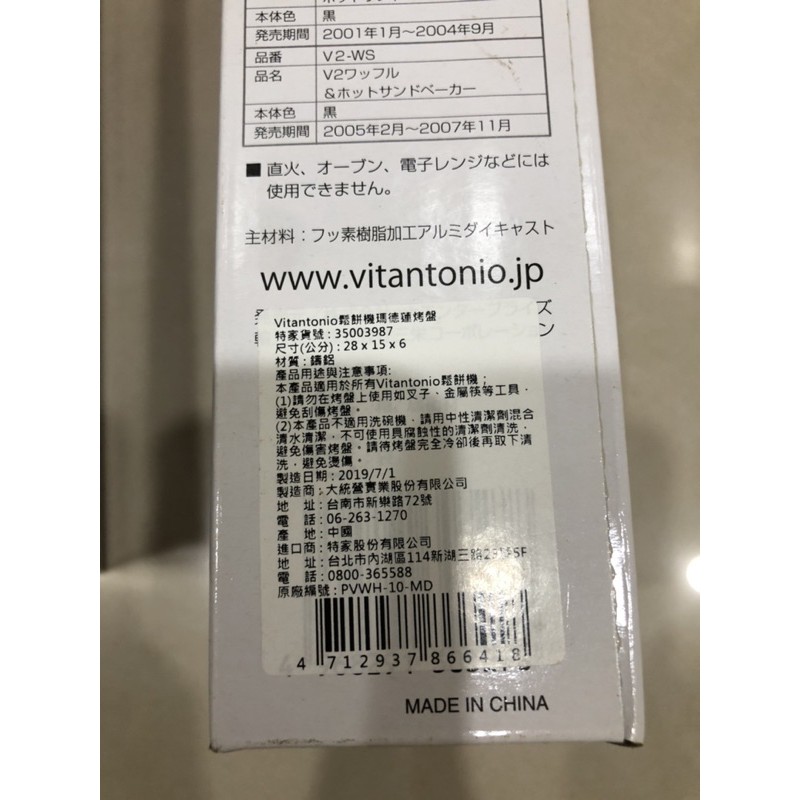 本体色 黒
発売期間 2001年1月〜2004年9月
品番 V2-WS
品名 V2ワッフル
&ホットサンドベーカー
本体色 黒
発売期間 2005年2月〜2007年11月
■ 直火、オーブン、電子レンジなどには
使用できません。
主材料：フッ素樹脂加工アルミダイキャスト
www.vitantonio.jp
ズ
ン
Vitantonio鬆餅機瑪德蓮烤盤
特家貨號：35003987
尺寸(公分)：28 x 15 x 6
材質：鑄鋁
產品用途與注意事項:
本產品適用於所有Vitantonio鬆餅機；
(1)請勿在烤盤上使用如叉子、金屬筷等工具，
避免刮傷烤盤。
(2)本產品不適用洗碗機，請用中性清潔劑混合
清水清潔，不可使用具腐蝕性的清潔劑清洗，
避免傷害烤盤。請待烤盤完全冷卻後再取下清
洗，避免燙傷。
製造日期：2019/7/1
製造商：大統營實業股份有限公司
地 址：台南市新樂路72號
電 話：06-263-1270
產 地：中國
進口商：特家股份有限公司
地 址：台北市內湖區114新湖三路
電 話：0800-365588
原廠編號：PVWH-10-MD
4 712937 866418
MADE IN CHINA